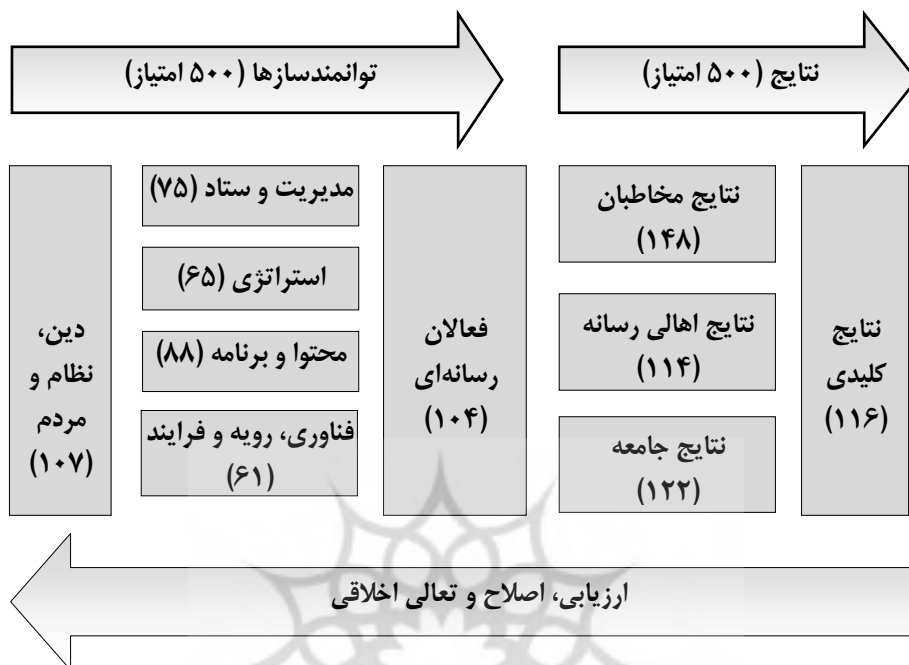 توانمندسازها (۵۰۰ امتیاز)
نتایج (۵۰۰ امتیاز)
دین،
نظام و
مردم
(۱۰۷)
مدیریت و ستاد (۷۵)
استراتژی (۶۵)
محتوا و برنامه (۸۸)
فناوری، رویه و فرایند
(۶۱)
فعالان
رسانه‌ای
(۱۰۴)
نتایج مخاطبان
(۱۴۸)
نتایج اهالی رسانه
(۱۱۴)
نتایج جامعه
(۱۲۲)
نتایج
کلیدی
(۱۱۶)
ارزیابی، اصلاح و تعالی اخلاقی